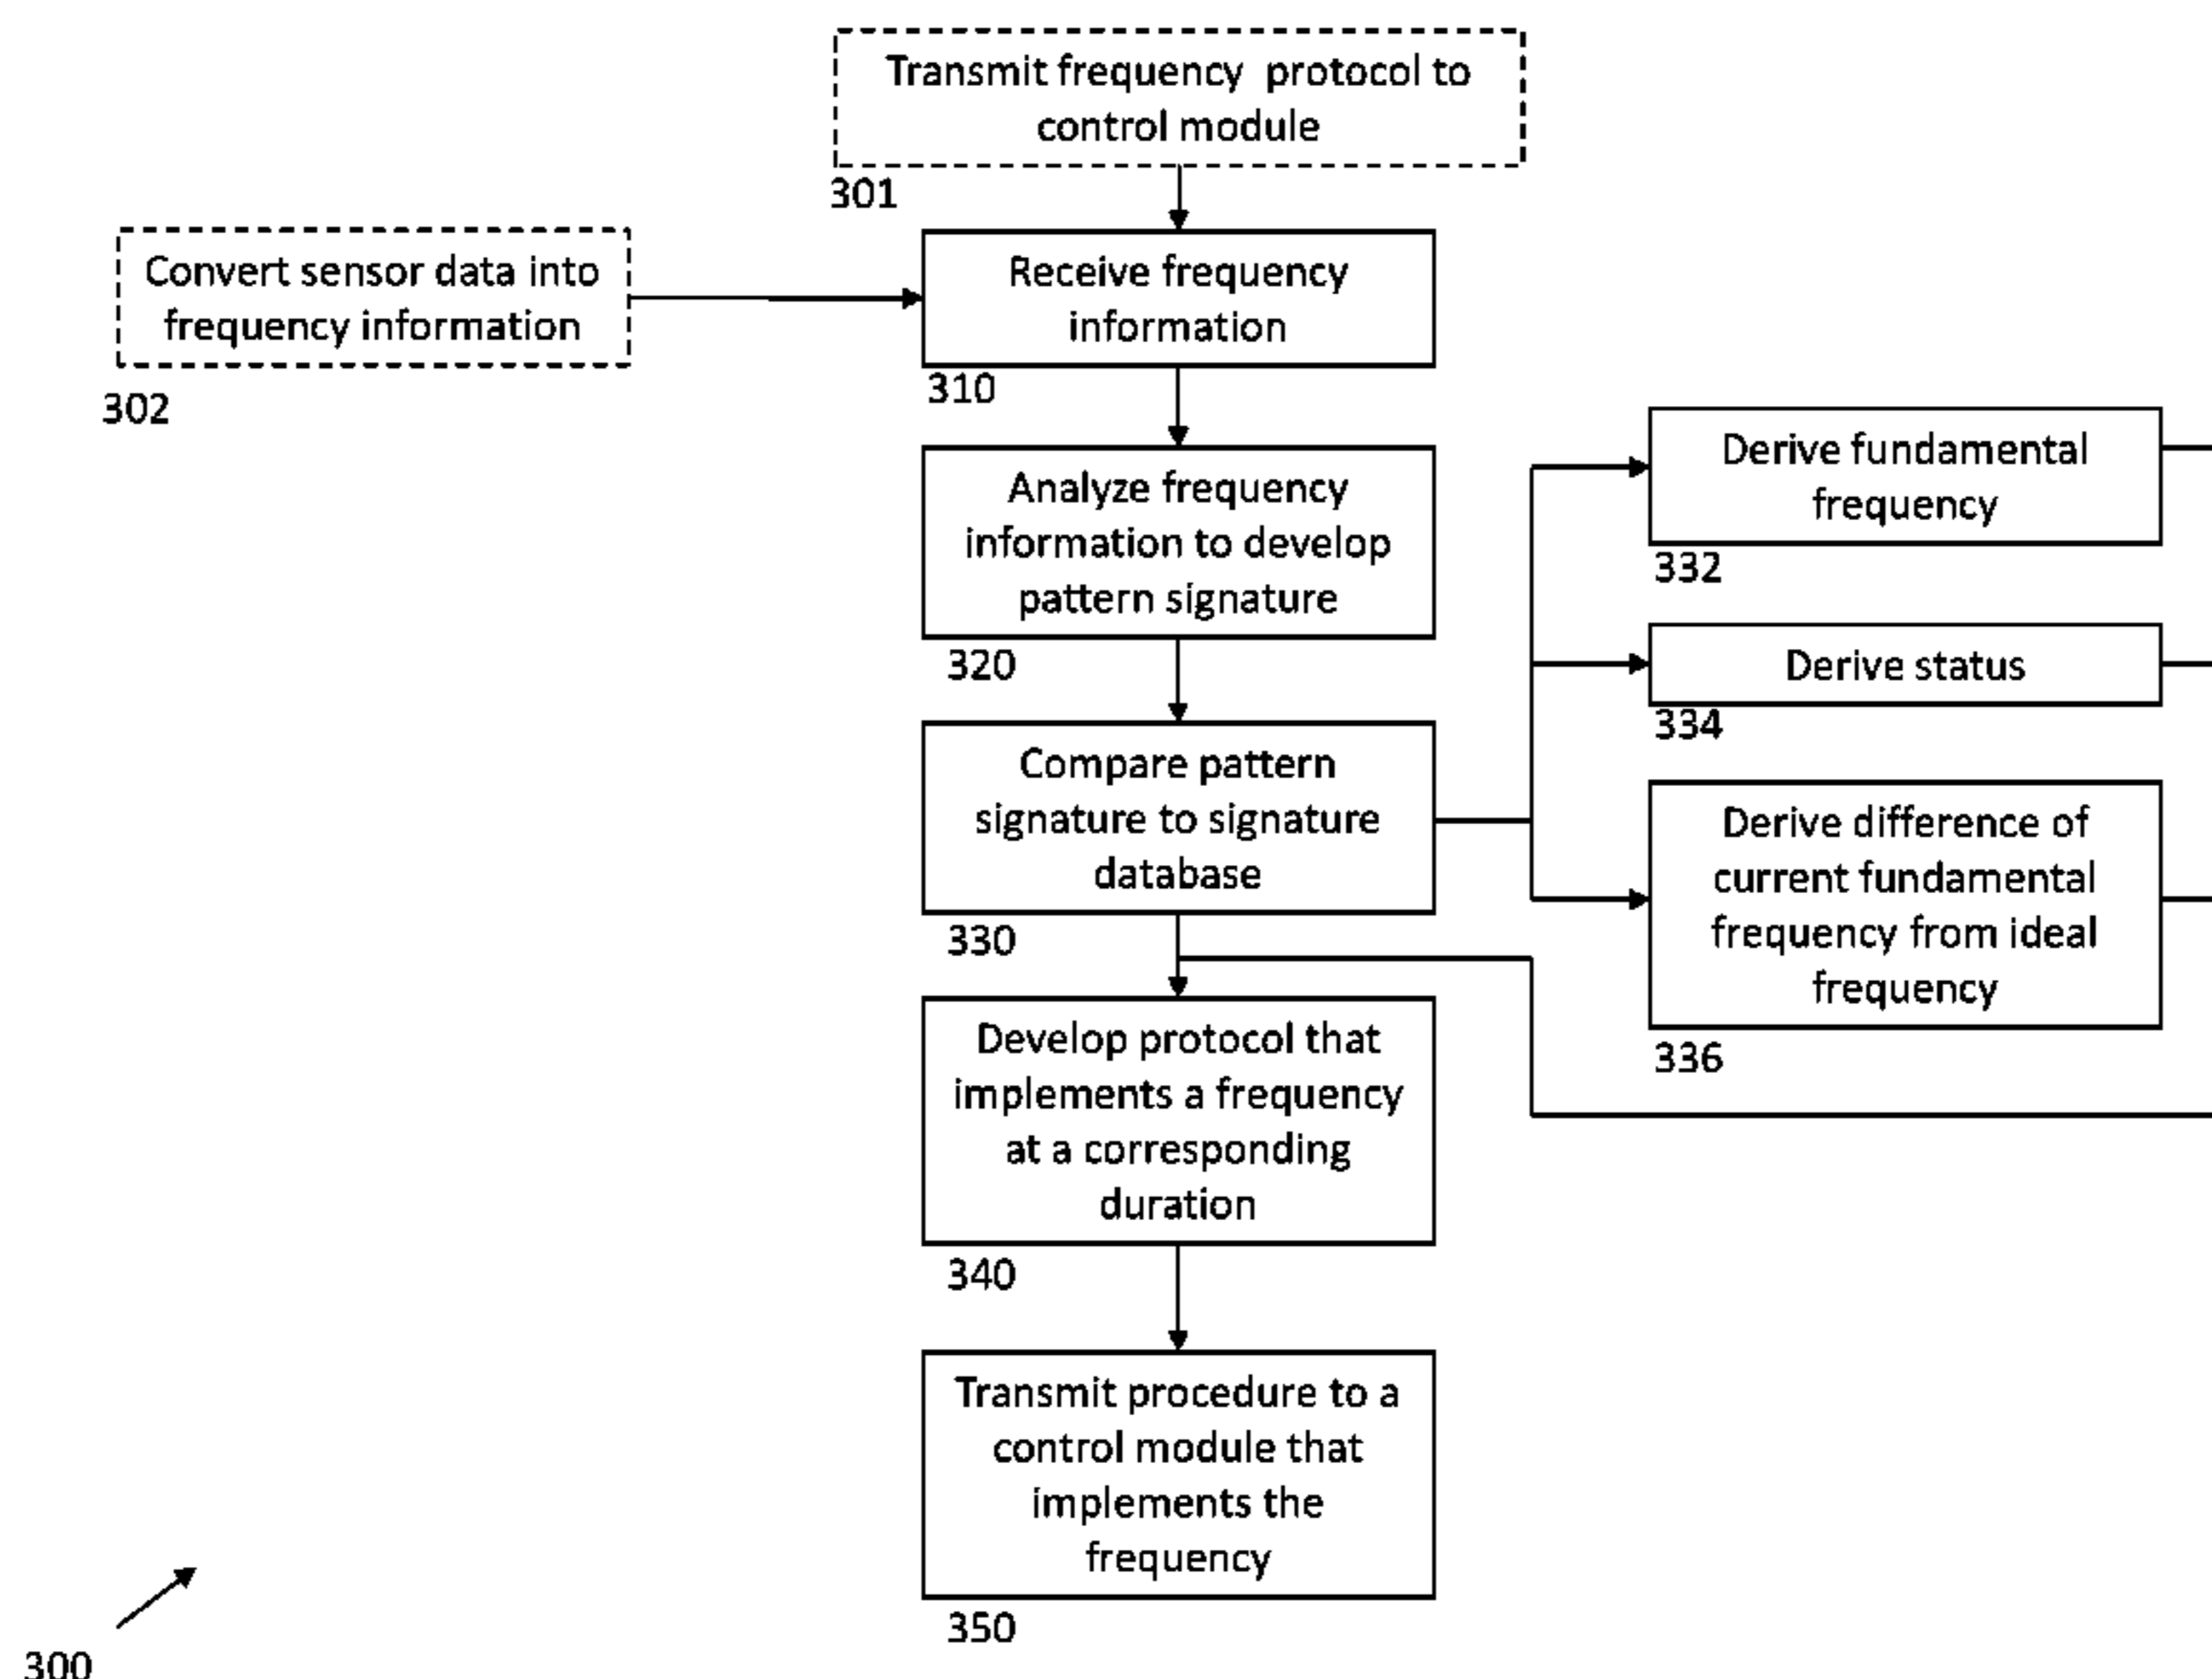 Transmit frequency protocol to
control module
301
Convert sensor data into
frequency information
302
Receive frequency
information
310
Analyze frequency
information to develop
pattern signature
320
Compare pattern
signature to signature
database
330
Derive fundamental
frequency
332
Derive status
334
Derive difference of
current fundamental
frequency from ideal
frequency
336
Develop protocol that
implements a frequency
at a corresponding
duration
340
Transmit procedure to a
control module that
implements the
frequency
350
300